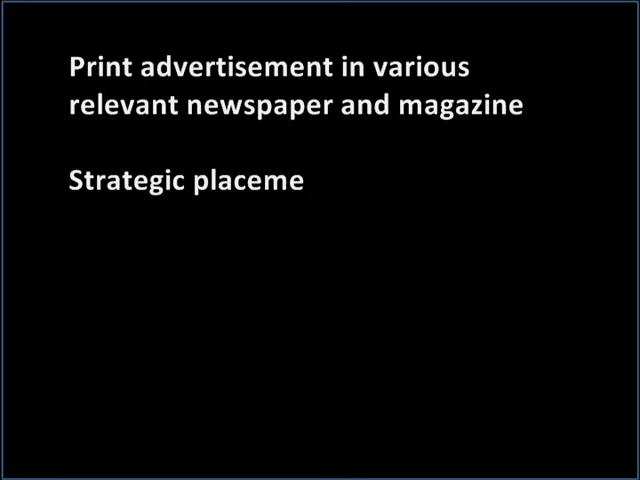 Print advertisement in various
relevant newspaper and magazine
Strategic placeme